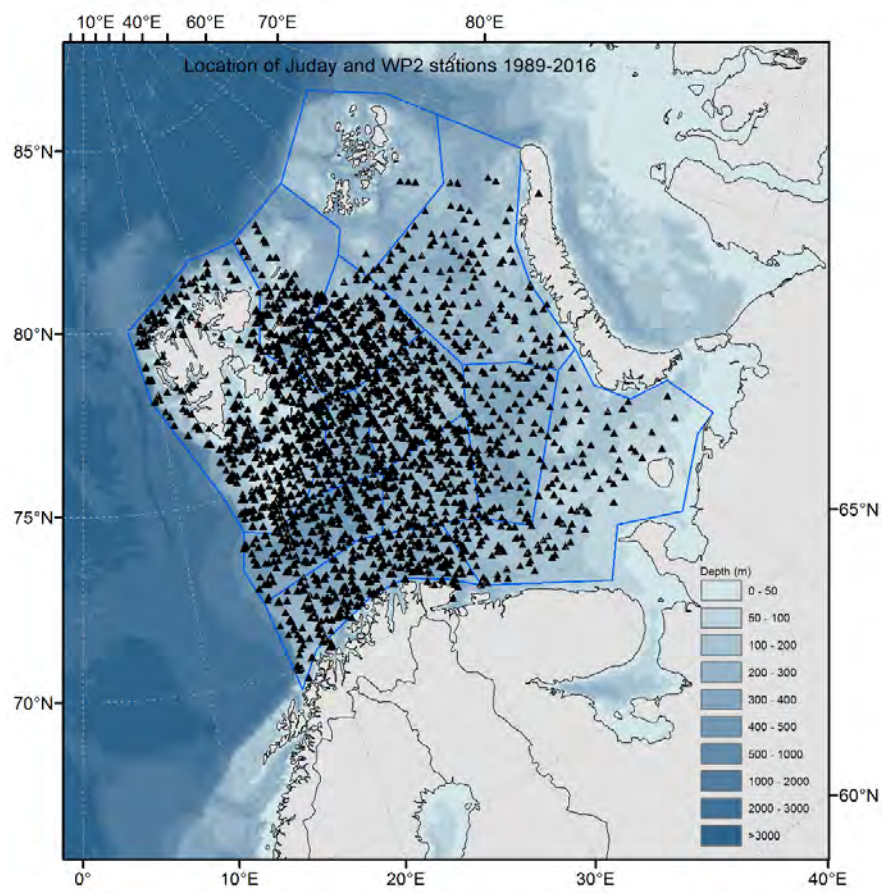 10°E 40°E 60°E 70°E 80°E
Location of Juday and WP2 stations 1989-2016
85°N
80°N
75°N
65°N
70°N
60°N
Depth (m)
0 - 50
50 - 100
100 - 200
200 - 300
300 - 400
400 - 500
500 - 1000
1000 - 2000
2000 - 3000
>3000
0° 10°E 20°E 30°E 40°E